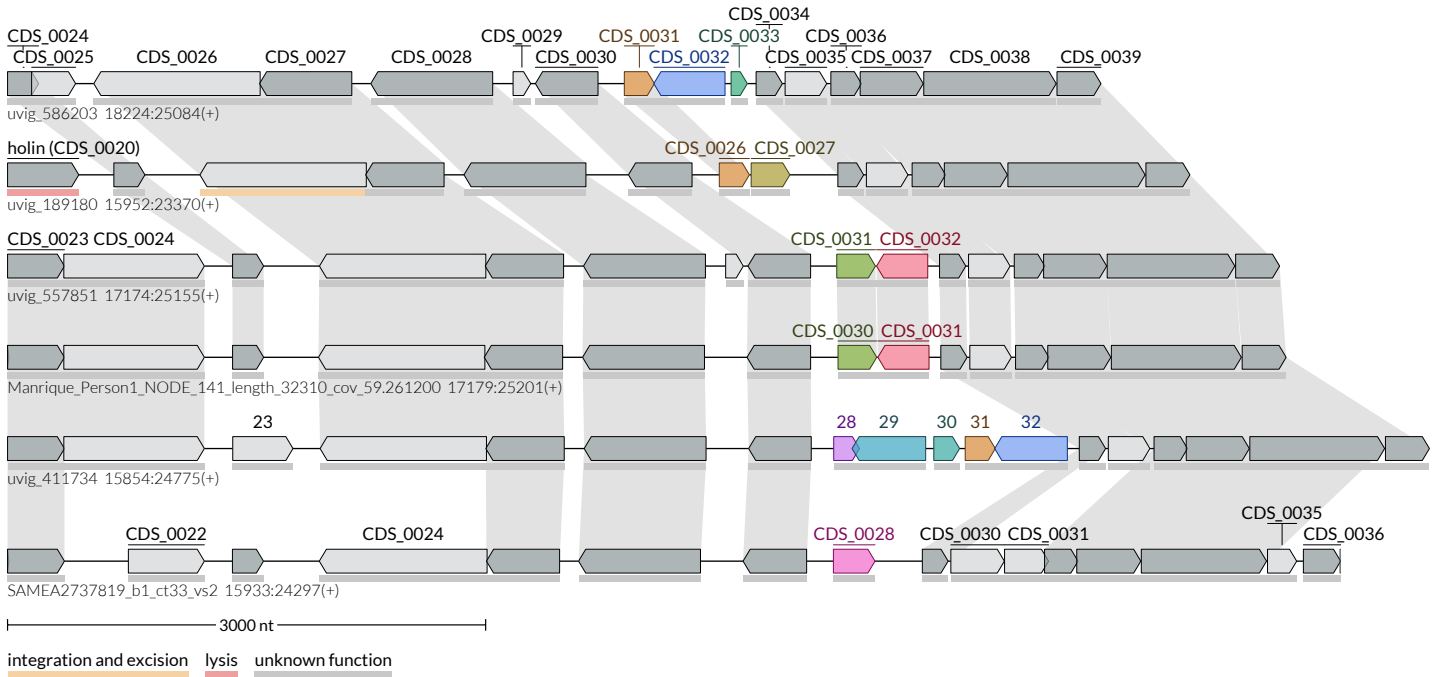 CDS_0034
CDS_0024 CDS_0029 CDS_0031 CDS_0033 CDS_0036
CDS_0025 CDS_0026 CDS_0027 CDS_0028 CDS_0030 CDS_0032 CDS_0035 CDS_0037 CDS_0038 CDS_0039
uvig_586203 18224:25084(+)
holin (CDS_0020) CDS_0026 CDS_0027
uvig_189180 15952:23370(+)
CDS_0023 CDS_0024 CDS_0031 CDS_0032
uvig_557851 17174:25155(+)
CDS_0030 CDS_0031
Manrique_Person1_NODE_141_length_32310_cov_59.261200 17179:25201(+)
23 28 29 30 31 32
uvig_411734 15854:24775(+)
CDS_0035
CDS_0022 CDS_0024 CDS_0028 CDS_0030 CDS_0031 CDS_0036
SAMEA2737819_b1_ct33_vs2 15933:24297(+)
3000 nt
integration and excision lysis unknown function